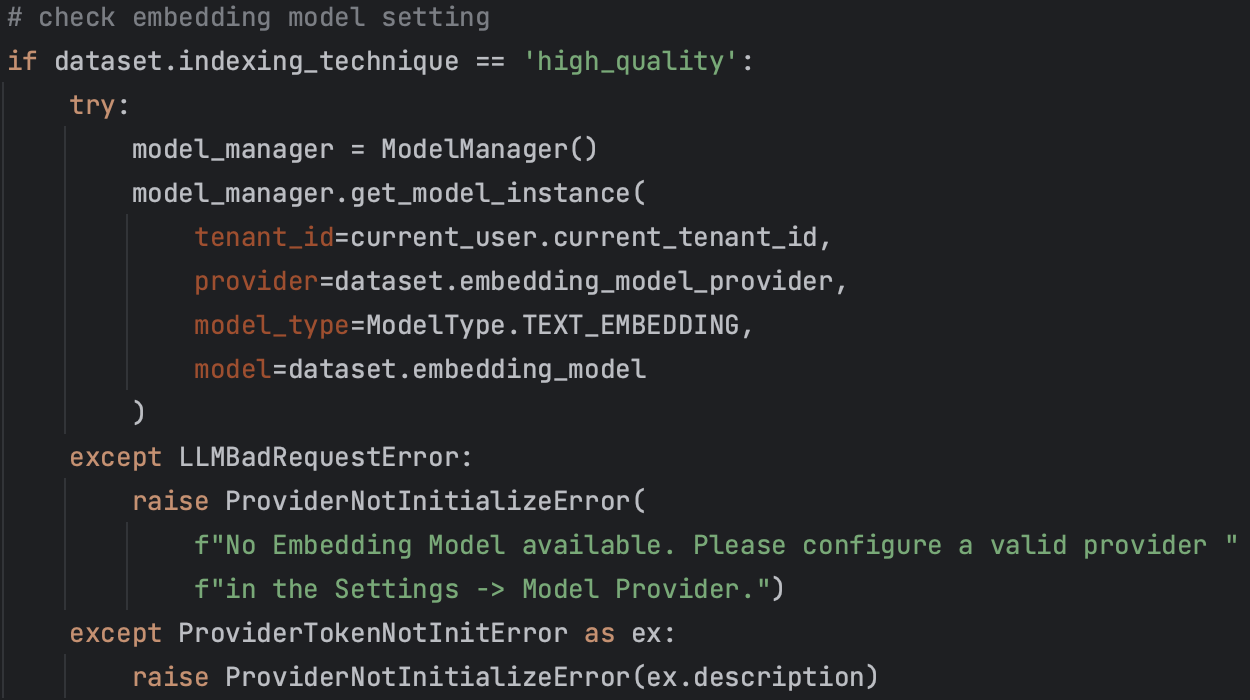 # check embedding model setting
if dataset.indexing_technique == 'high_quality':
    try:
        model_manager = ModelManager()
        model_manager.get_model_instance(
            tenant_id=current_user.current_tenant_id,
            provider=dataset.embedding_model_provider,
            model_type=ModelType.TEXT_EMBEDDING,
            model=dataset.embedding_model
        )
    except LLMBadRequestError:
        raise ProviderNotInitializeError(
            f"No Embedding Model available. Please configure a valid provider "
            f"in the Settings -> Model Provider.")
    except ProviderTokenNotInitError as ex:
        raise ProviderNotInitializeError(ex.description)